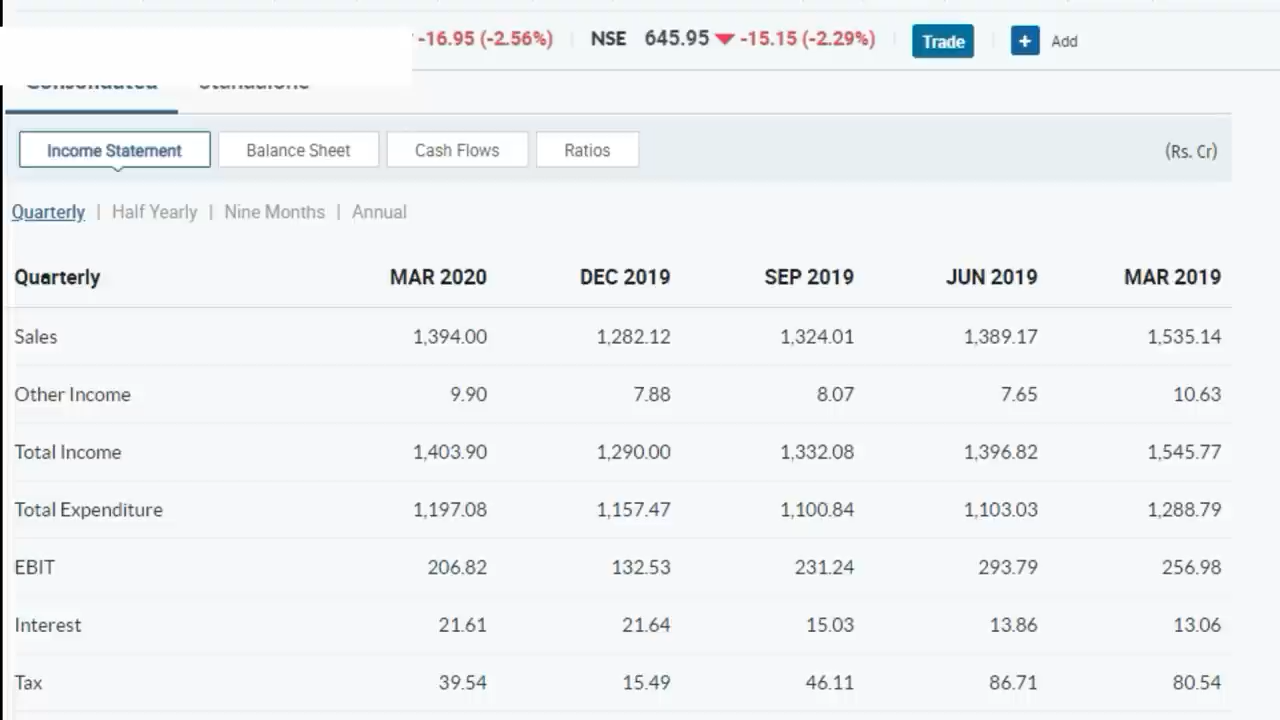 -16.95 (-2.56%) | NSE 645.95 -15.15 (-2.29%) Trade + Add
Consolidated Standalone
Income Statement Balance Sheet Cash Flows Ratios (Rs. Cr)
Quarterly | Half Yearly | Nine Months | Annual
Quarterly MAR 2020 DEC 2019 SEP 2019 JUN 2019 MAR 2019
Sales 1,394.00 1,282.12 1,324.01 1,389.17 1,535.14
Other Income 9.90 7.88 8.07 7.65 10.63
Total Income 1,403.90 1,290.00 1,332.08 1,396.82 1,545.77
Total Expenditure 1,197.08 1,157.47 1,100.84 1,103.03 1,288.79
EBIT 206.82 132.53 231.24 293.79 256.98
Interest 21.61 21.64 15.03 13.86 13.06
Tax 39.54 15.49 46.11 86.71 80.54